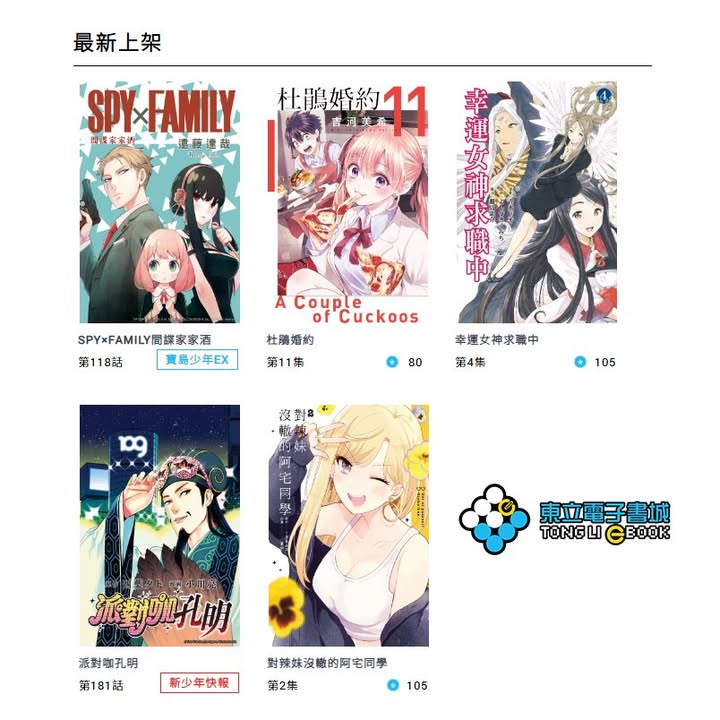 最新上架
SPY×FAMILY
間諜家家酒
遠藤達哉
杜鵑婚約 11
吉河美希
A Couple
of Cuckoos
4
幸運女神求職中
SPY×FAMILY間諜家家酒
第118話
寶島少年EX
杜鵑婚約
第11集
80
幸運女神求職中
第4集
105
109
小川亮
派對咖孔明
對辣妹
沒轍的阿宅同學
2
東立電子書城
TONG LI eBOOK
派對咖孔明
第181話
新少年快報
對辣妹沒轍的阿宅同學
第2集
105